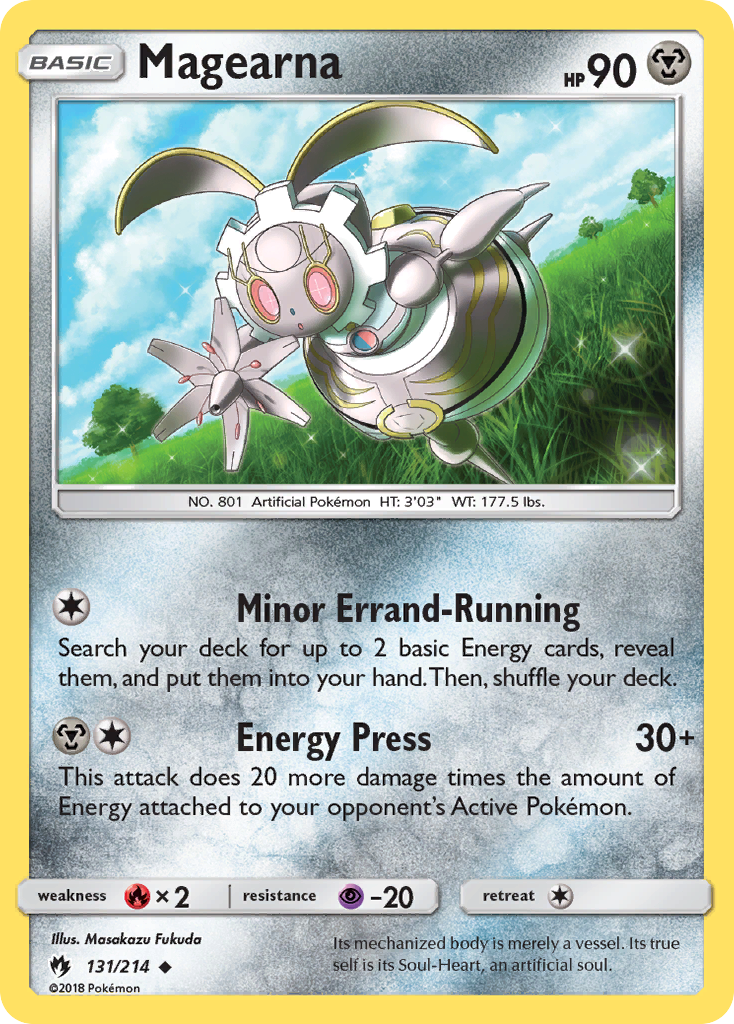 BASIC Magearna HP 90
NO. 801 Artificial Pokémon HT: 3'03" WT: 177.5 lbs.
Minor Errand-Running
Search your deck for up to 2 basic Energy cards, reveal
them, and put them into your hand. Then, shuffle your deck.
Energy Press 30+
This attack does 20 more damage times the amount of
Energy attached to your opponent's Active Pokémon.
weakness ×2 resistance -20 retreat
Illus. Masakazu Fukuda
131/214
©2018 Pokémon
Its mechanized body is merely a vessel. Its true
self is its Soul-Heart, an artificial soul.